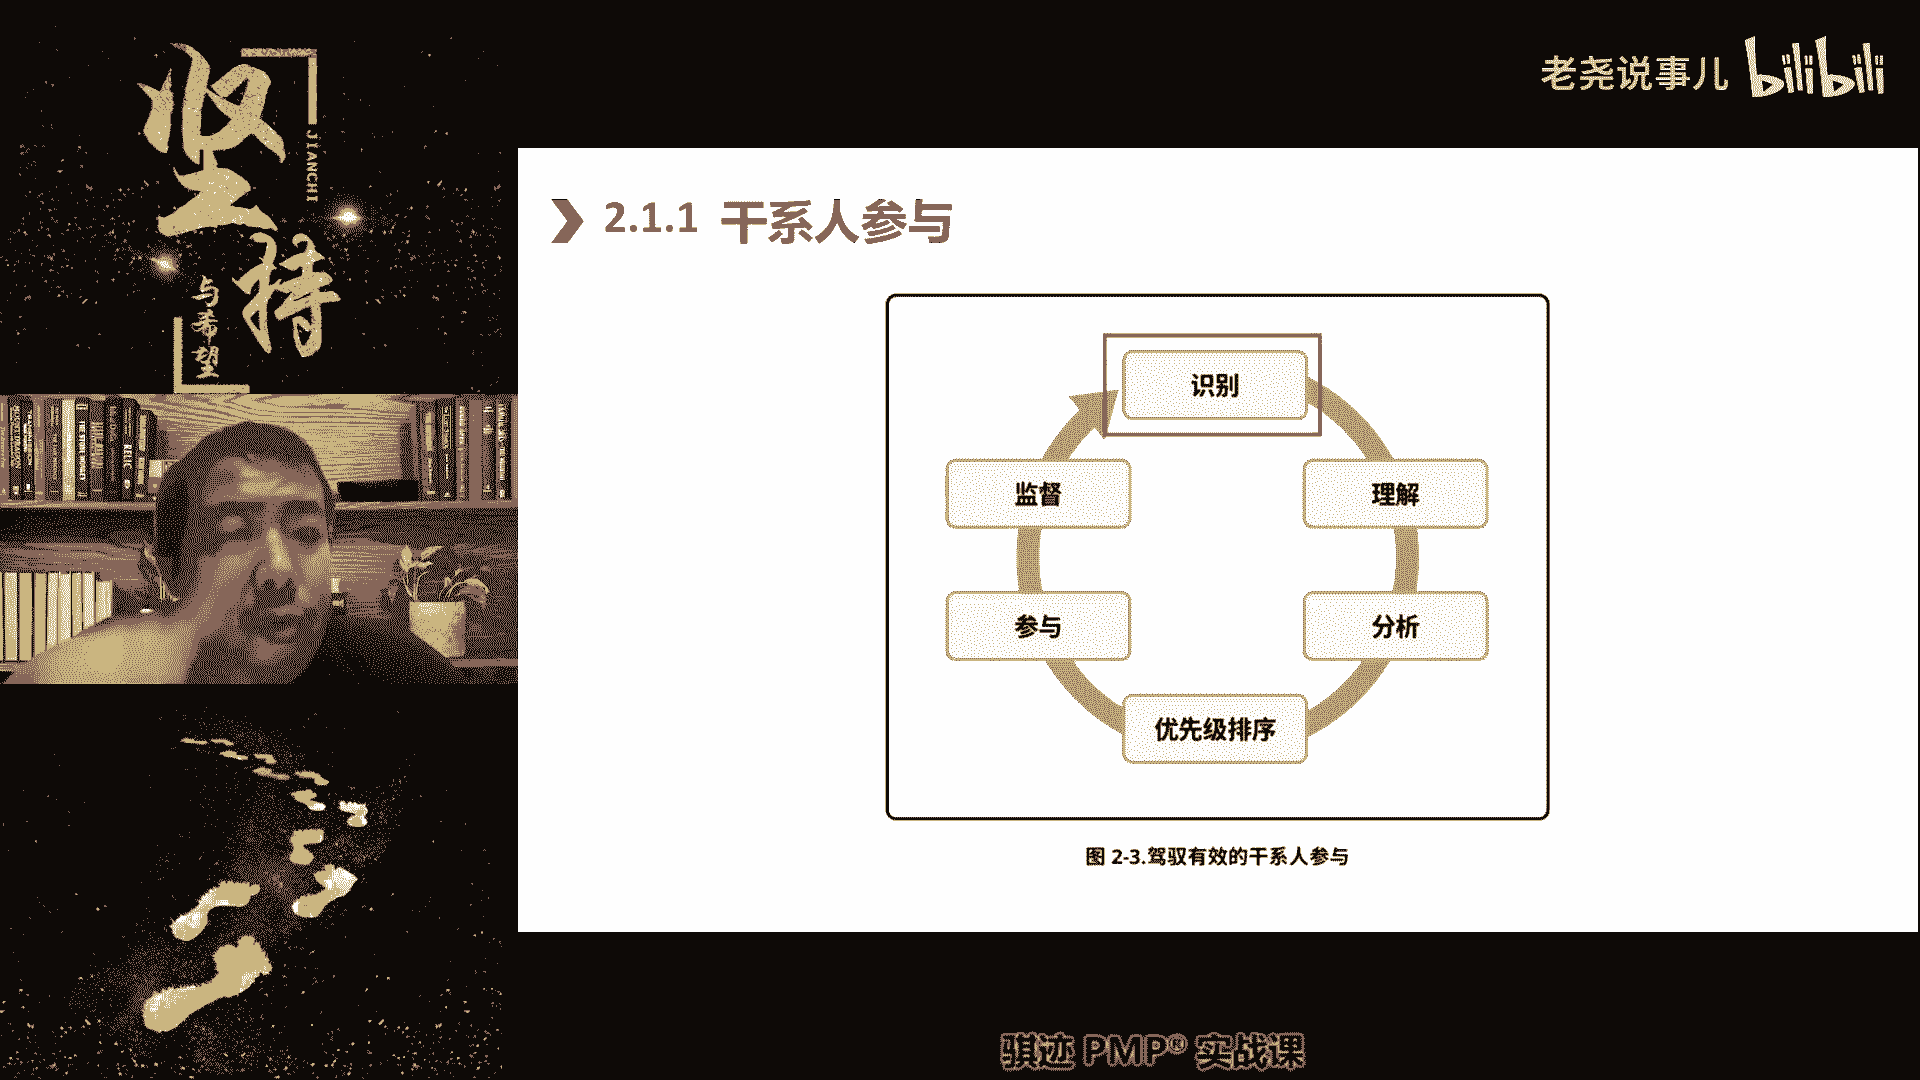 坚持
JIANCHI
与希望
老尧说事儿 bilibili
2.1.1 干系人参与
识别
监督
理解
参与
分析
优先级排序
图 2-3.驾驭有效的干系人参与
骐迹 PMP® 实战课